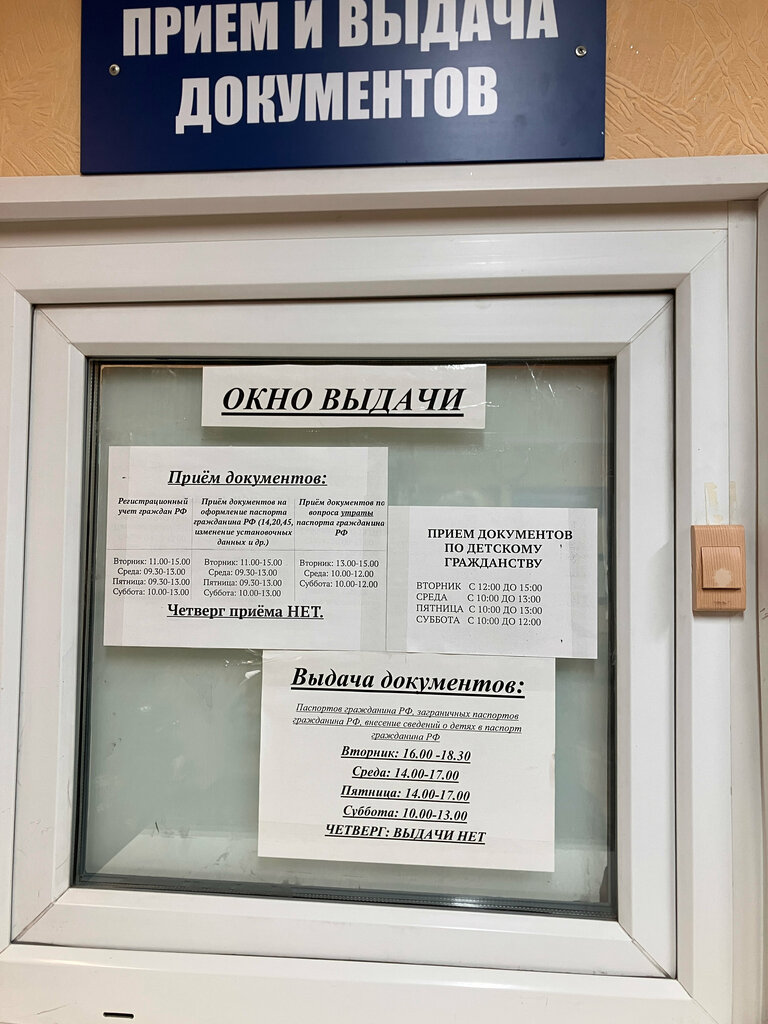 ПРИЕМ И ВЫДАЧА
ДОКУМЕНТОВ
ОКНО ВЫДАЧИ
Приём документов:
Регистрационный
учет граждан РФ
Вторник: 11.00-15.00
Среда: 09.30-13.00
Пятница: 09.30-13.00
Суббота: 10.00-13.00
Приём документов на
оформление паспорта
гражданина РФ (14,20,45,
изменение установочных
данных и др.)
Вторник: 11.00-15.00
Среда: 09.30-13.00
Пятница: 09.30-13.00
Суббота: 10.00-13.00
Приём документов по
вопроса утраты
паспорта гражданина
РФ
Вторник: 13.00-15.00
Среда: 10.00-12.00
Суббота: 10.00-12.00
Четверг приёма НЕТ.
ПРИЕМ ДОКУМЕНТОВ
ПО ДЕТСКОМУ
ГРАЖДАНСТВУ
ВТОРНИК С 12:00 ДО 15:00
СРЕДА С 10:00 ДО 13:00
ПЯТНИЦА С 10:00 ДО 13:00
СУББОТА С 10:00 ДО 12:00
Выдача документов:
Паспортов гражданина РФ, заграничных паспортов
гражданина РФ, внесение сведений о детях в паспорт
гражданина РФ
Вторник: 16.00 -18.30
Среда: 14.00-17.00
Пятница: 14.00-17.00
Суббота: 10.00-13.00
ЧЕТВЕРГ: ВЫДАЧИ НЕТ